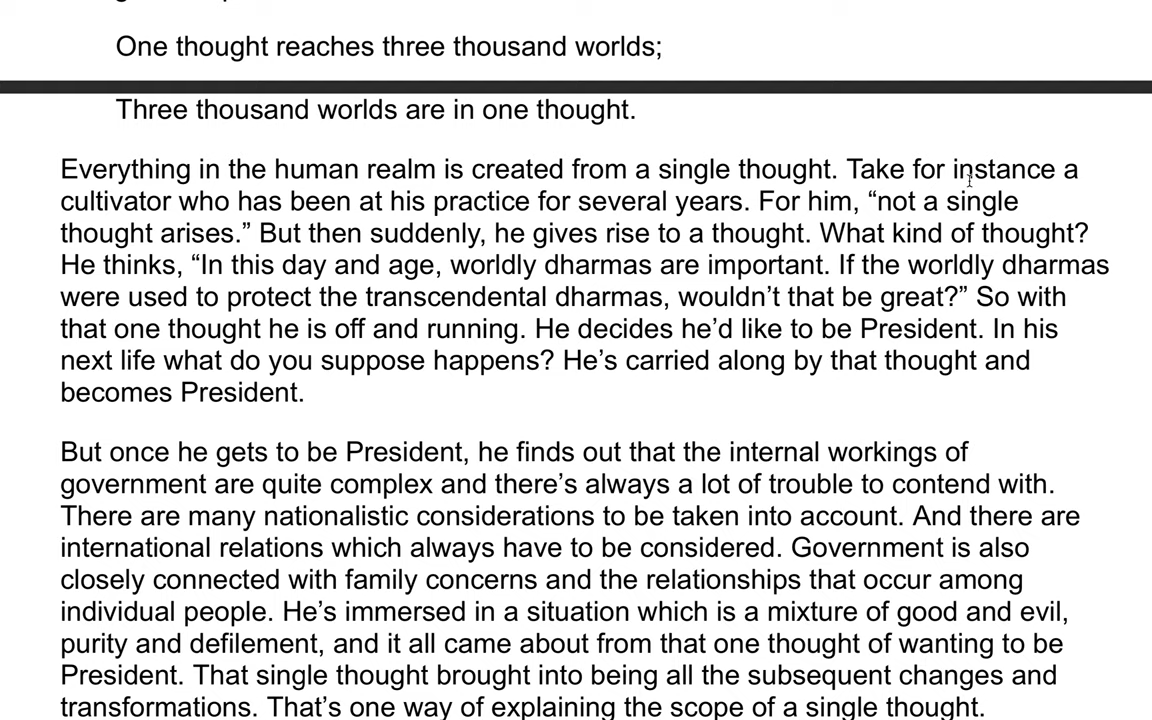 One thought reaches three thousand worlds;
Three thousand worlds are in one thought.
Everything in the human realm is created from a single thought. Take for instance a
cultivator who has been at his practice for several years. For him, “not a single
thought arises.” But then suddenly, he gives rise to a thought. What kind of thought?
He thinks, “In this day and age, worldly dharmas are important. If the worldly dharmas
were used to protect the transcendental dharmas, wouldn’t that be great?” So with
that one thought he is off and running. He decides he’d like to be President. In his
next life what do you suppose happens? He’s carried along by that thought and
becomes President.
But once he gets to be President, he finds out that the internal workings of
government are quite complex and there’s always a lot of trouble to contend with.
There are many nationalistic considerations to be taken into account. And there are
international relations which always have to be considered. Government is also
closely connected with family concerns and the relationships that occur among
individual people. He’s immersed in a situation which is a mixture of good and evil,
purity and defilement, and it all came about from that one thought of wanting to be
President. That single thought brought into being all the subsequent changes and
transformations. That’s one way of explaining the scope of a single thought.